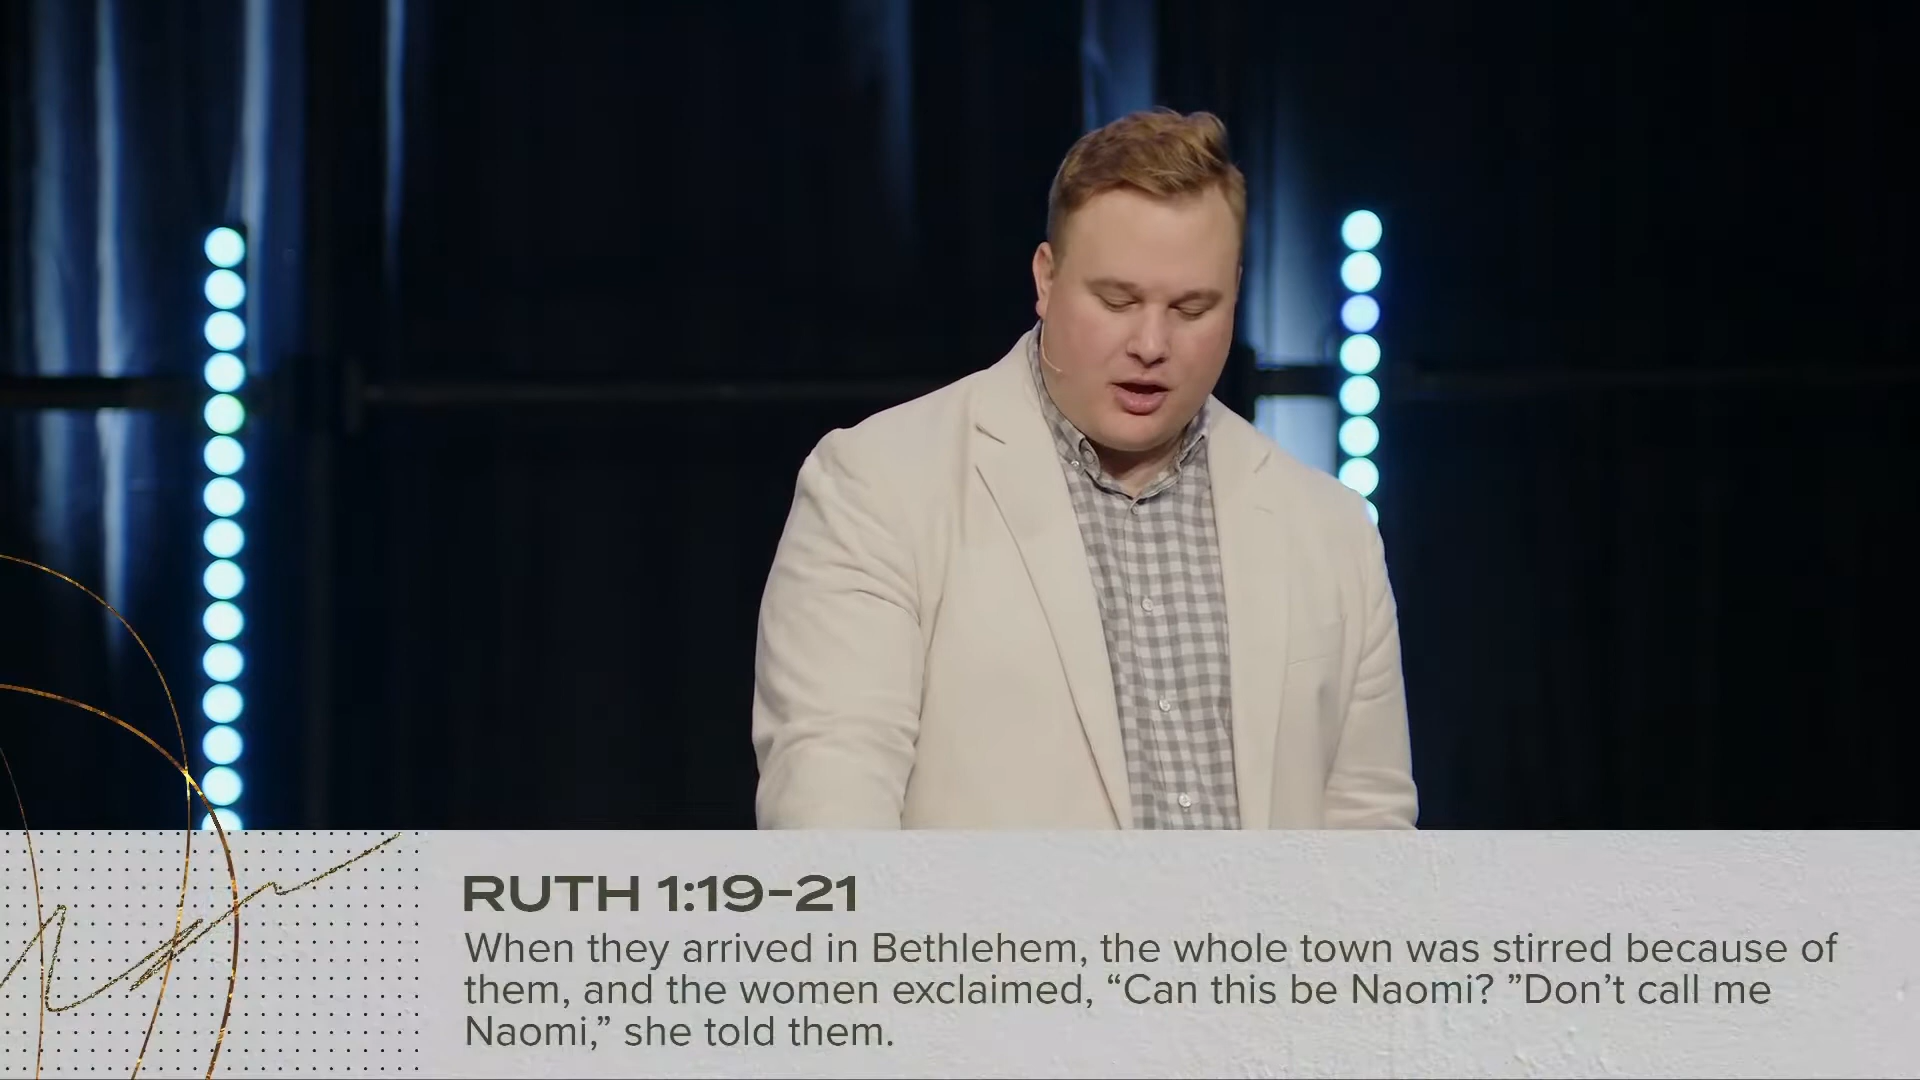 RUTH 1:19-21
When they arrived in Bethlehem, the whole town was stirred because of
them, and the women exclaimed, “Can this be Naomi? ”Don’t call me
Naomi,” she told them.